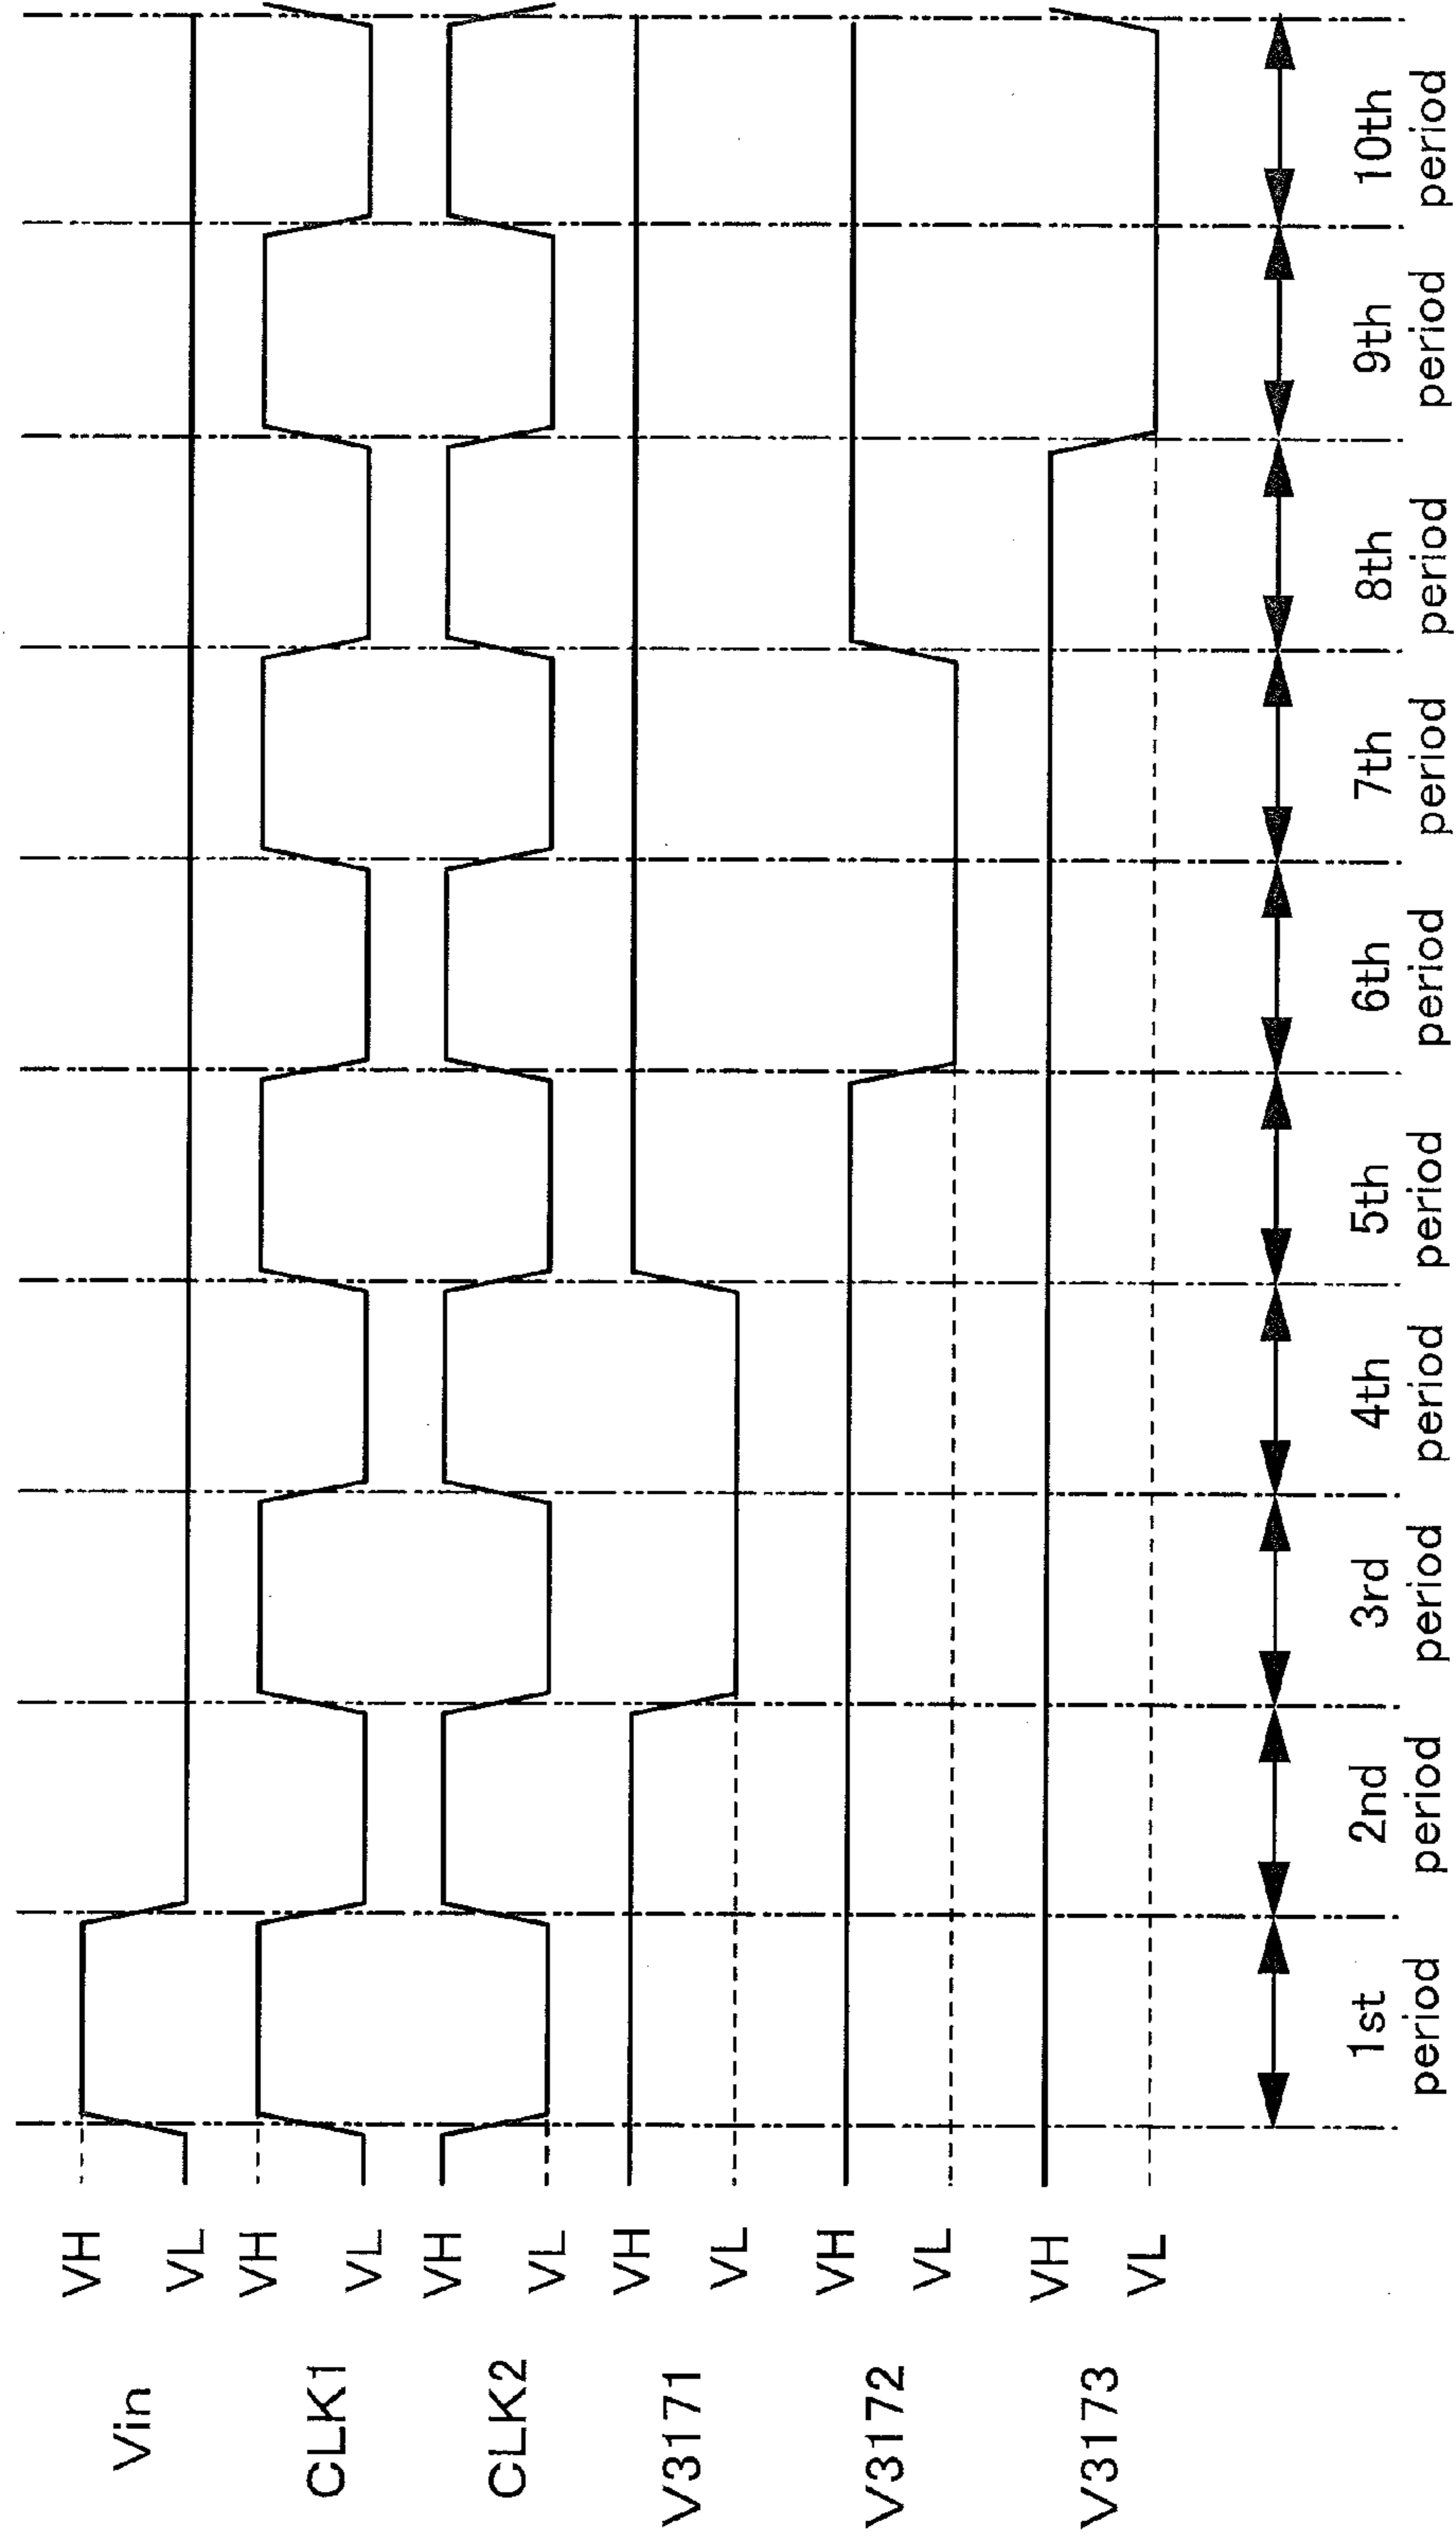 Vin
VH
VL
CLK1
VH
VL
CLK2
VH
VL
V3171
VH
VL
V3172
VH
VL
V3173
VH
VL
1st
period
2nd
period
3rd
period
4th
period
5th
period
6th
period
7th
period
8th
period
9th
period
10th
period